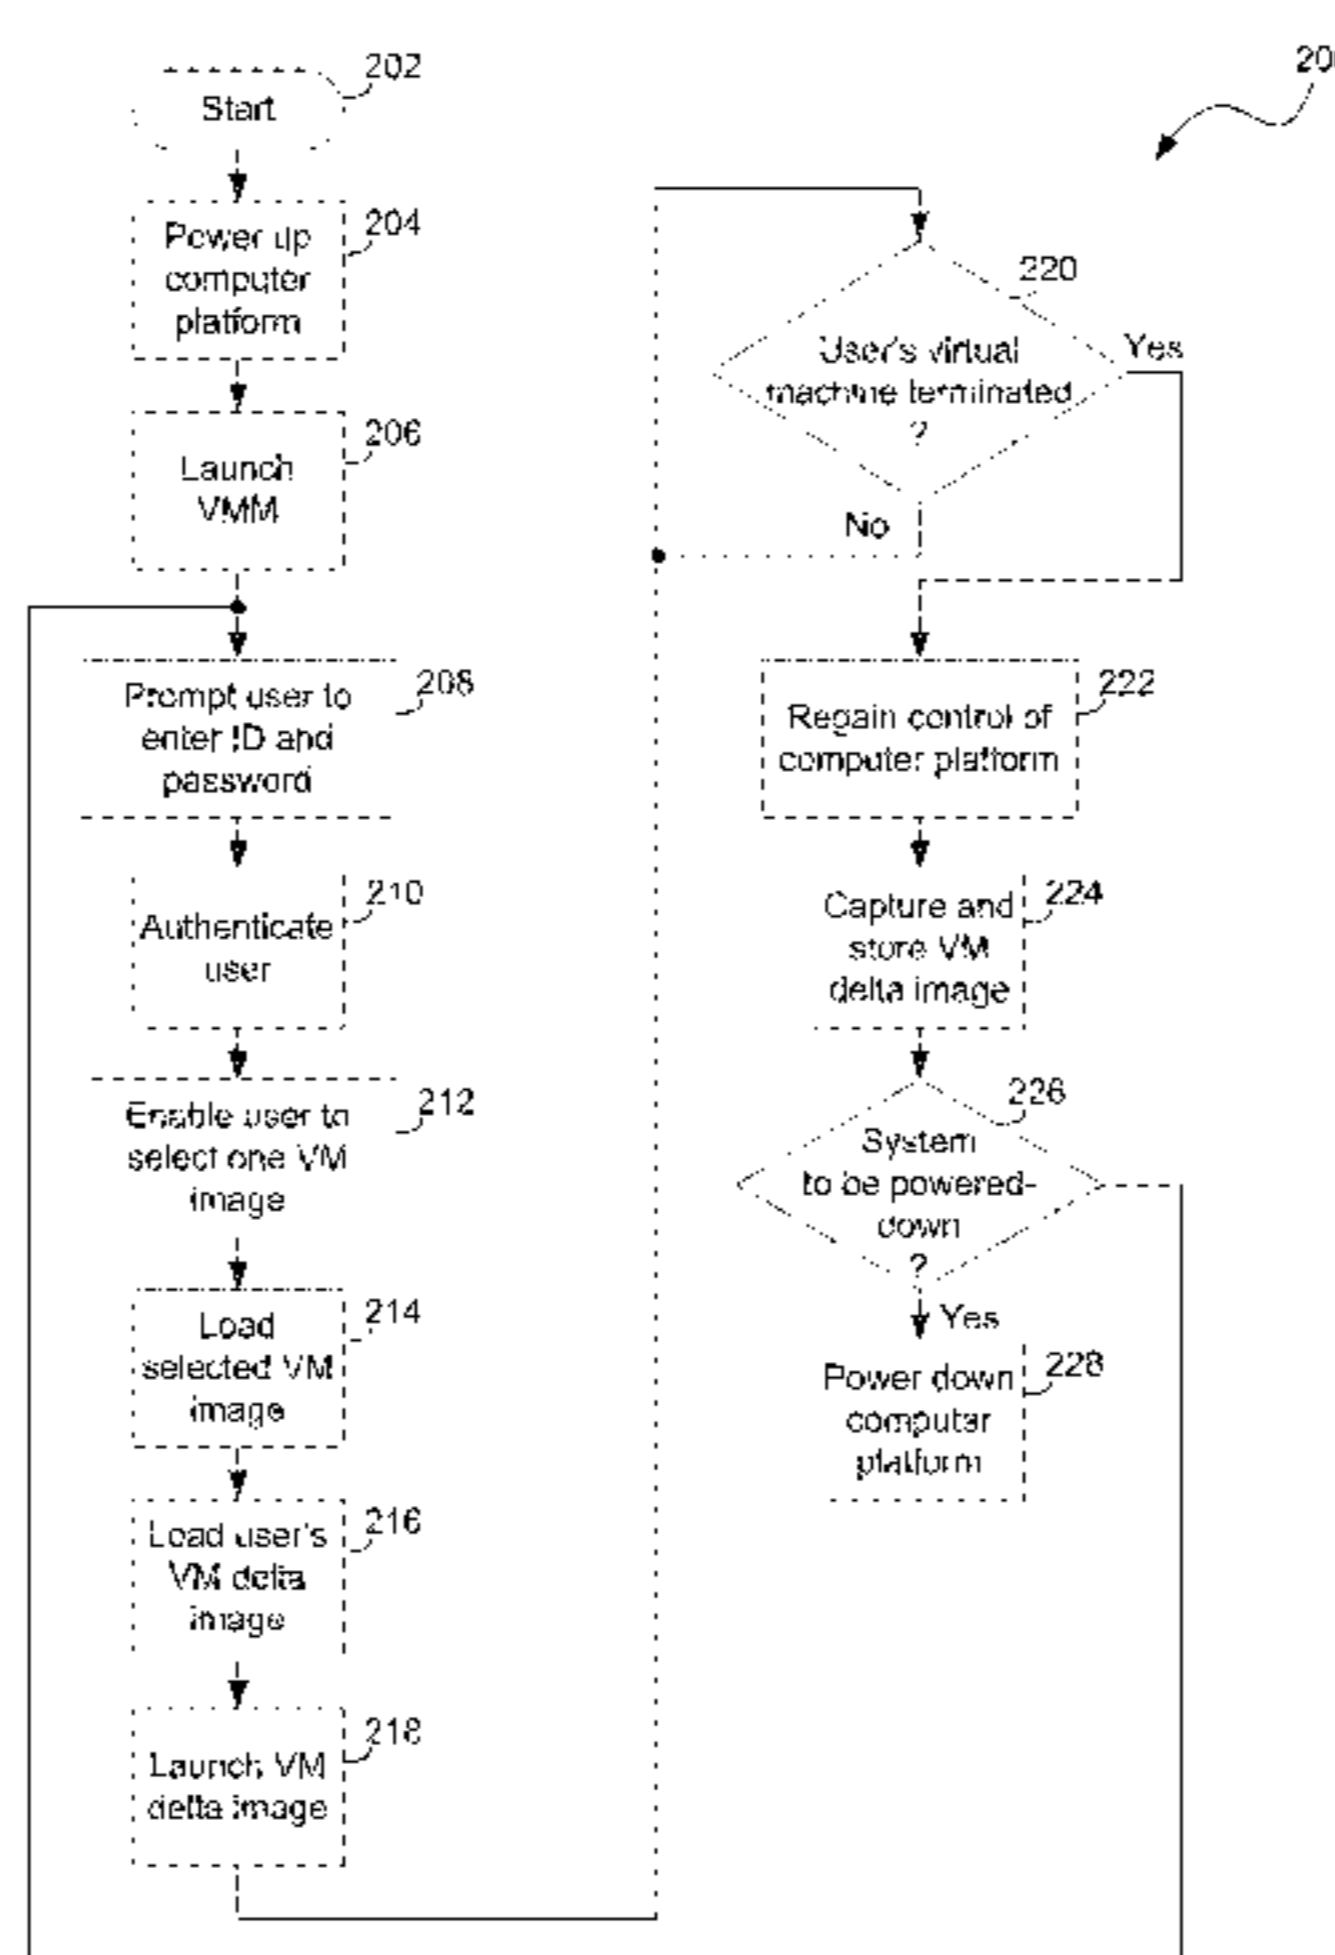 202
Start
204
Power up
computer
platform
206
Launch
VMM
208
Prompt user to
enter ID and
password
210
Authenticate
user
212
Enable user to
select one VM
image
214
Load
selected VM
image
216
Load user's
VM delta
image
218
Launch VM
delta image
220
User's virtual
machine terminated
?
Yes
No
222
Regain control of
computer platform
224
Capture and
store VM
delta image
226
System
to be powered-
down
?
Yes
228
Power down
computer
platform